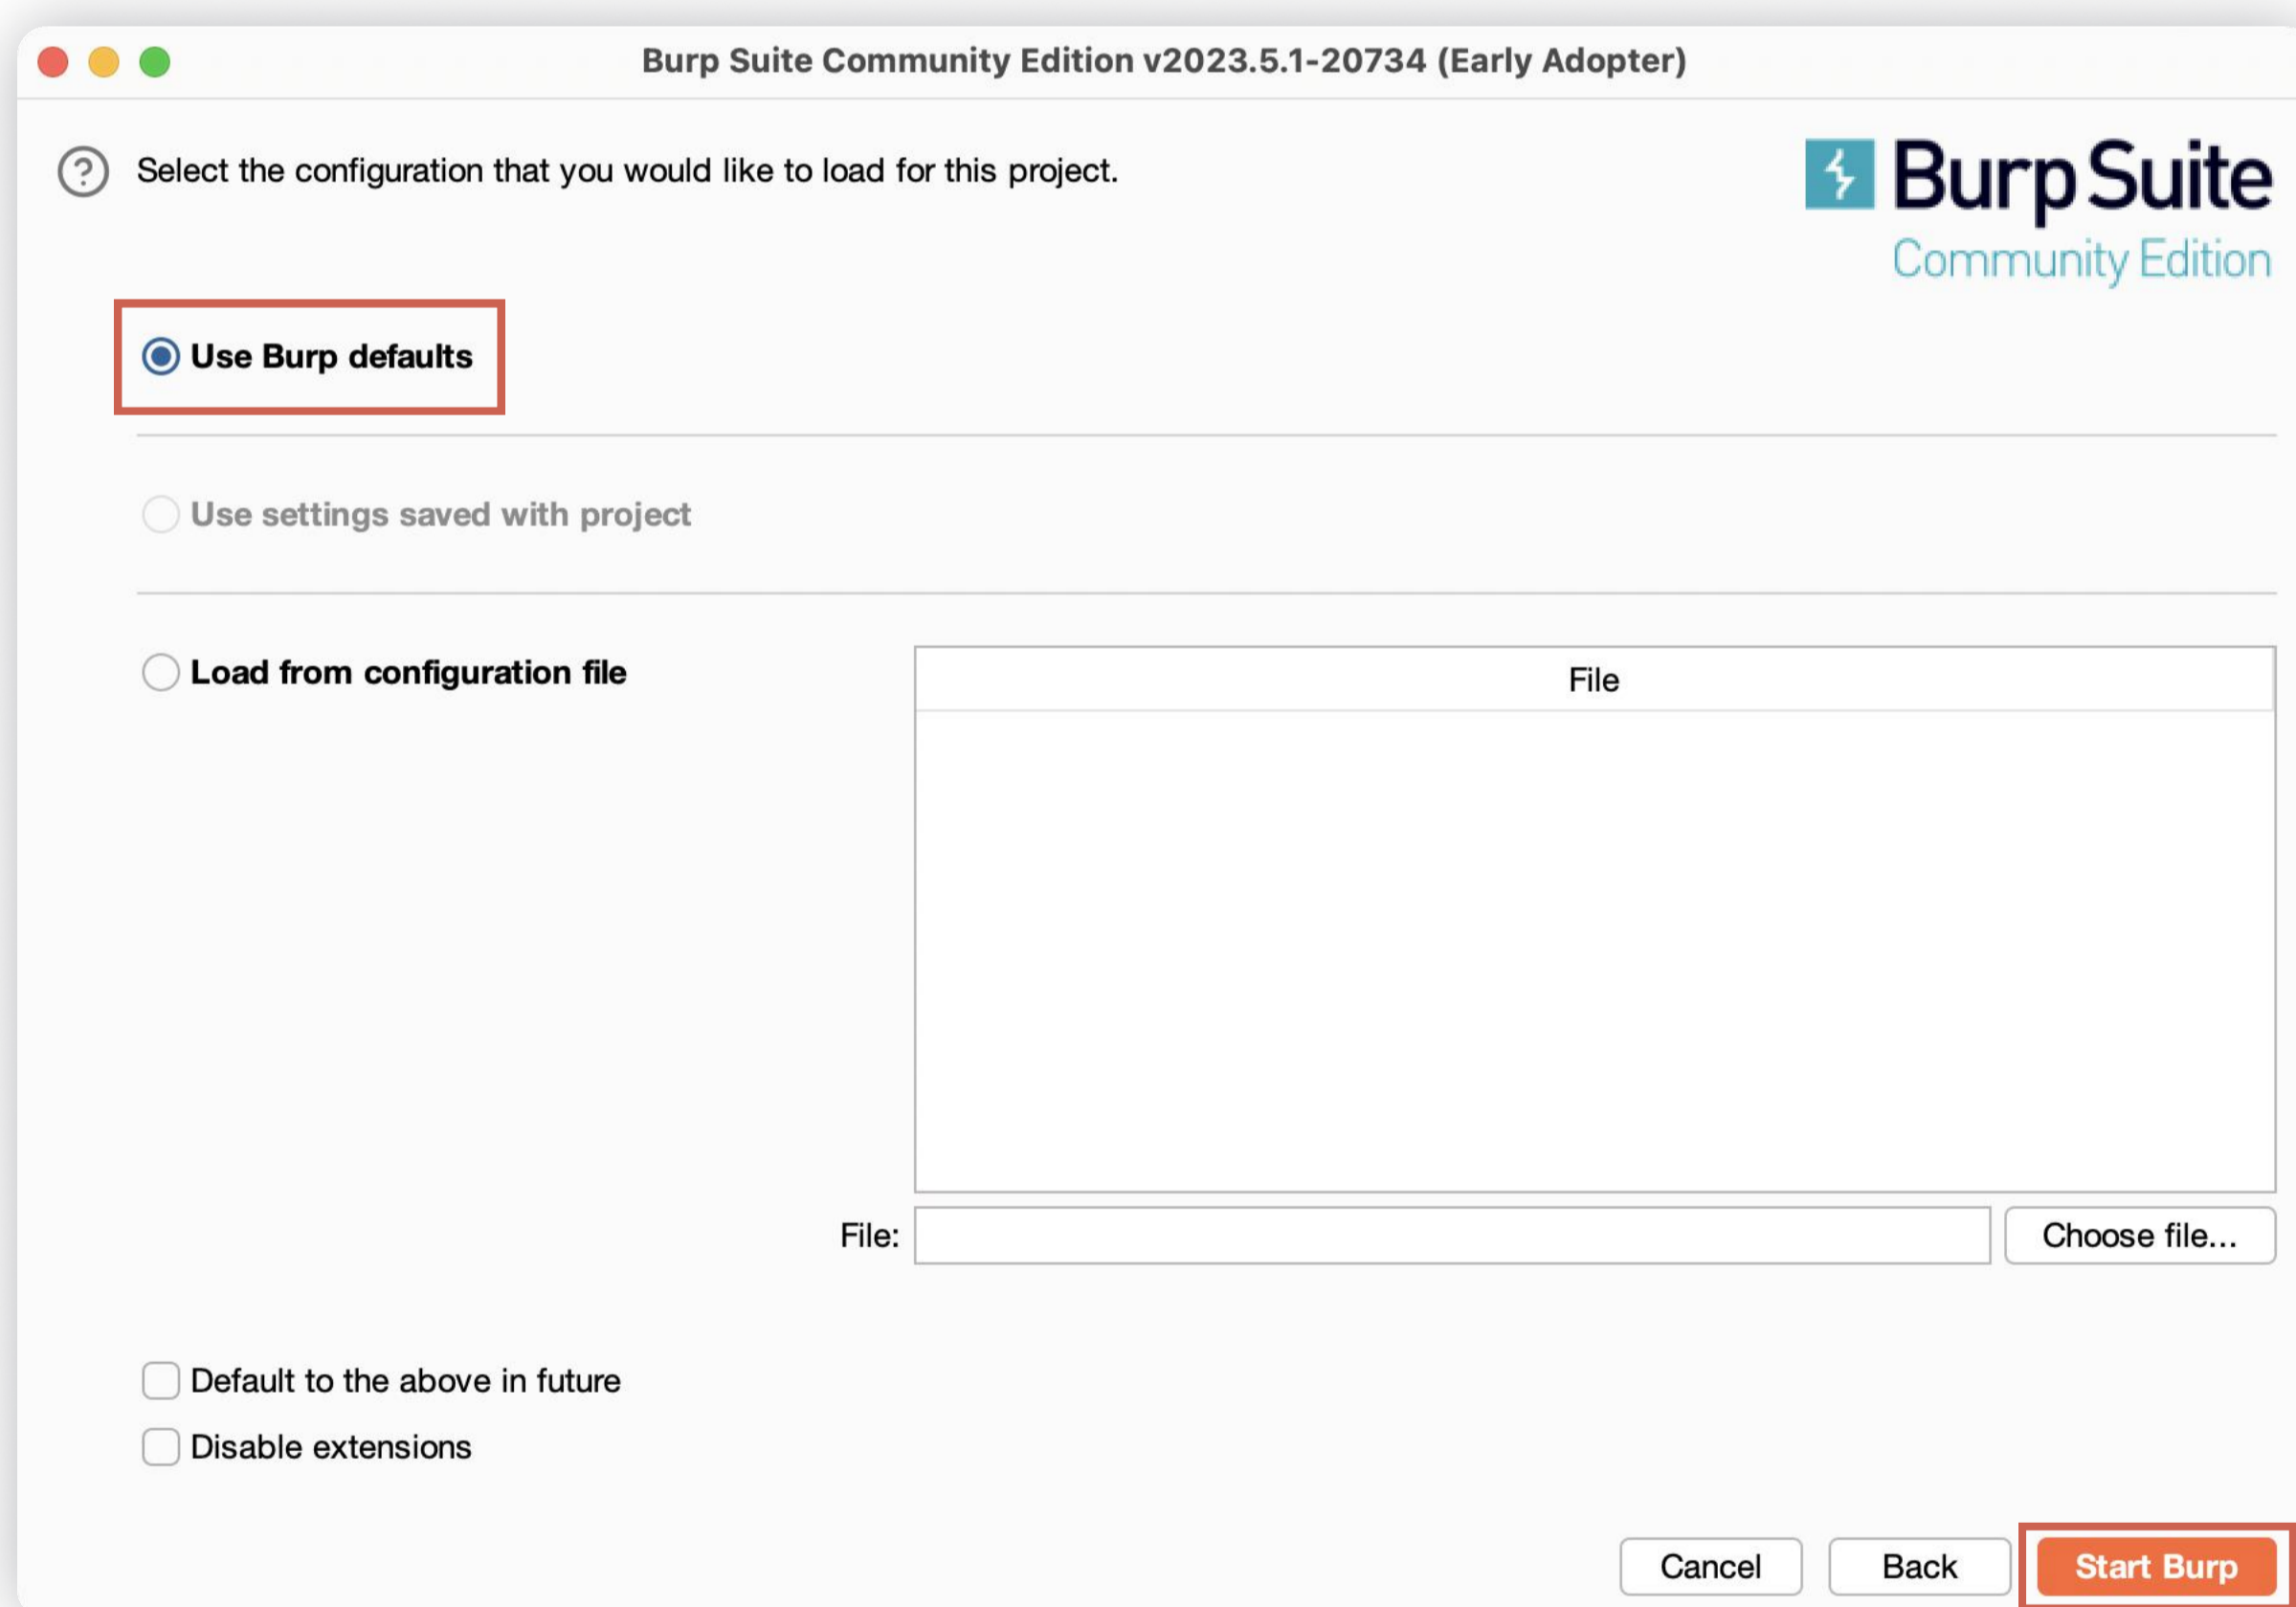 Burp Suite Community Edition v2023.5.1-20734 (Early Adopter)
Select the configuration that you would like to load for this project.
Burp Suite
Community Edition
Use Burp defaults
Use settings saved with project
Load from configuration file
File
File:
Choose file...
Default to the above in future
Disable extensions
Cancel
Back
Start Burp